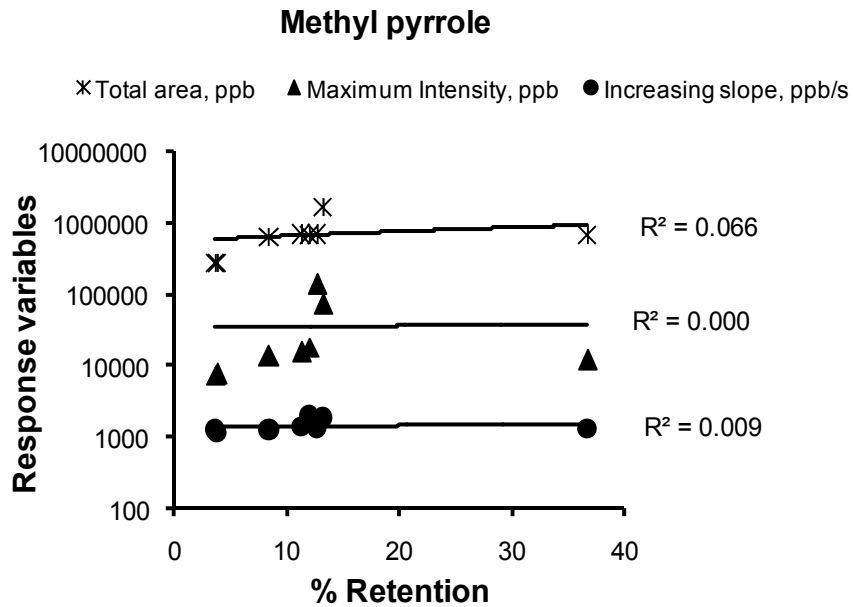 Methyl pyrrole
Total area, ppb Maximum Intensity, ppb Increasing slope, ppb/s
10000000
1000000
100000
10000
1000
100
Response variables
R² = 0.066
R² = 0.000
R² = 0.009
0 10 20 30 40
% Retention